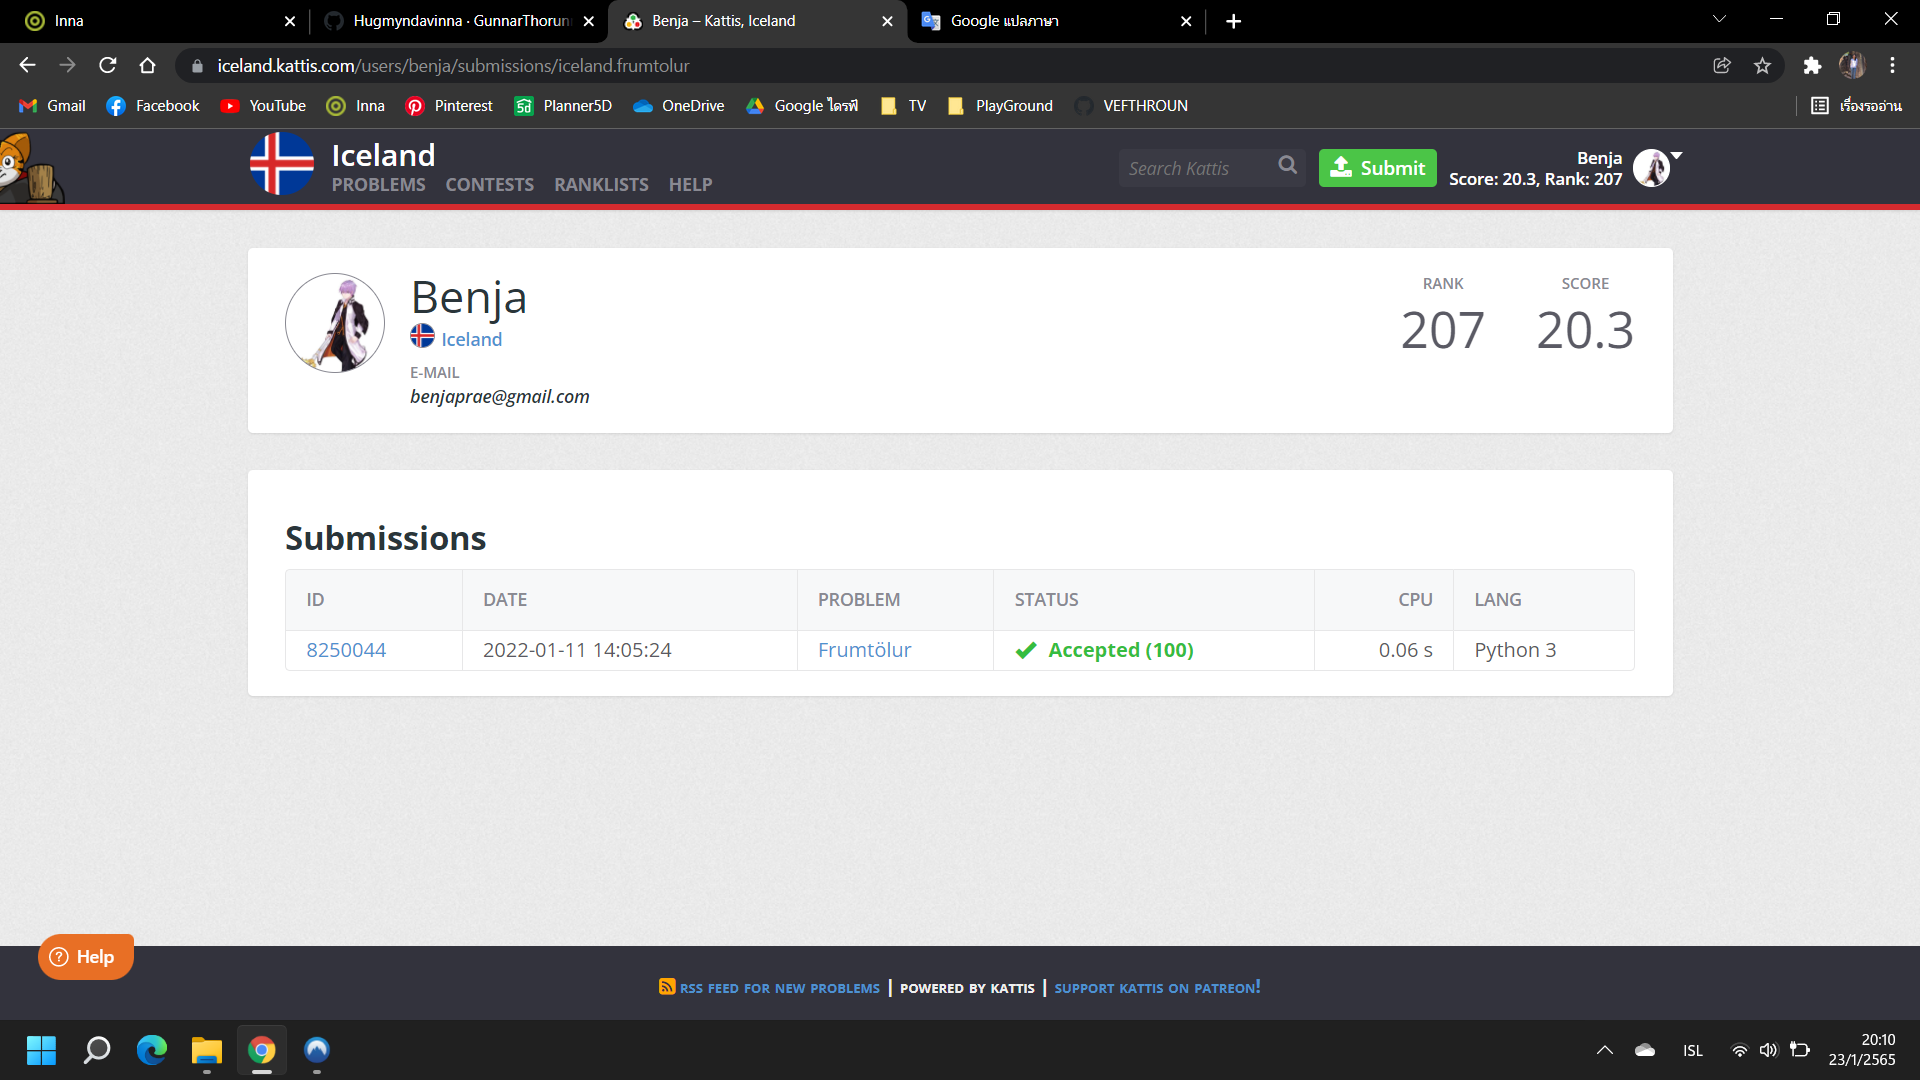 Inna
Hugmyndavinna · GunnarThorun
Benja – Kattis, Iceland
Google แปลภาษา
iceland.kattis.com/users/benja/submissions/iceland.frumtolur
Gmail
Facebook
YouTube
Inna
Pinterest
Planner5D
OneDrive
Google ไดรฟ์
TV
PlayGround
VEFTHROUN
เรื่องรออ่าน
Iceland
PROBLEMS CONTESTS RANKLISTS HELP
Search Kattis
Submit
Benja
Score: 20.3, Rank: 207
Benja
Iceland
E-MAIL
benjaprae@gmail.com
RANK
207
SCORE
20.3
Submissions
ID DATE PROBLEM STATUS CPU LANG
8250044 2022-01-11 14:05:24 Frumtölur Accepted (100) 0.06 s Python 3
Help
RSS FEED FOR NEW PROBLEMS | POWERED BY KATTIS | SUPPORT KATTIS ON PATREON!
ISL
20:10
23/1/2565